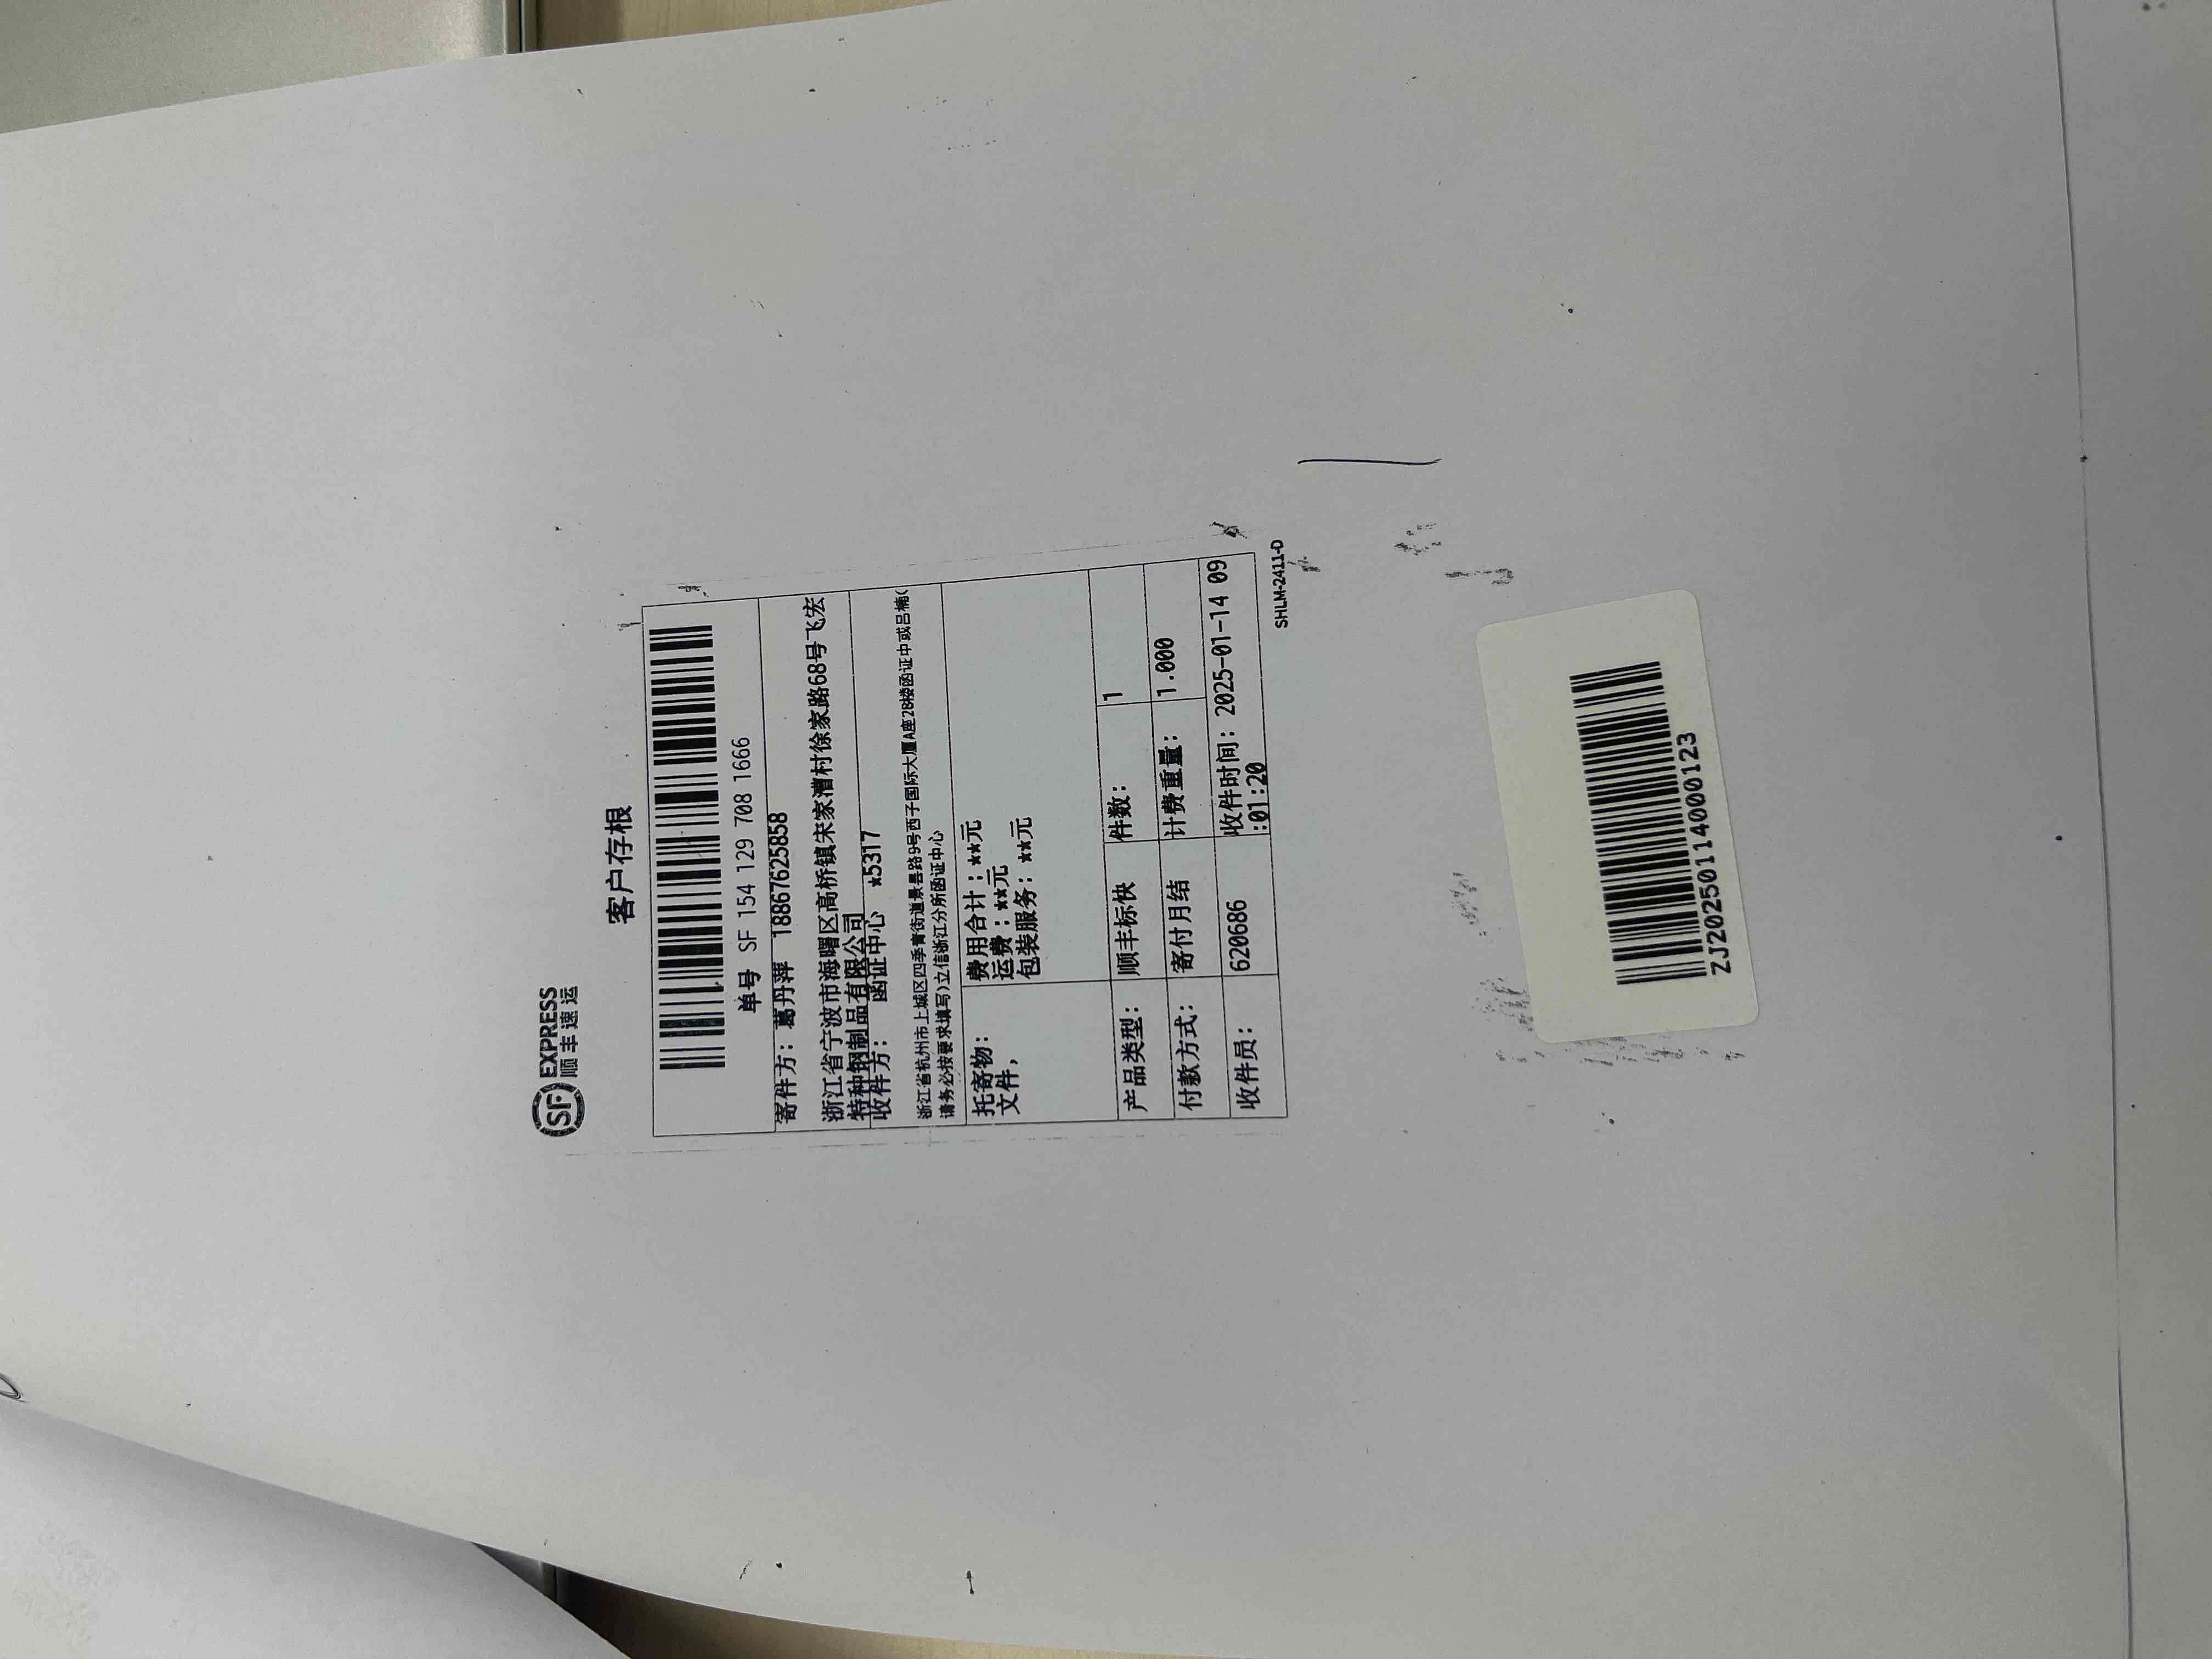 SF EXPRESS
顺丰速运
客户存根
单号 SF 154 129 708 1666
寄件方：葛丹萍 18867625858
浙江省宁波市海曙区高桥镇宋家漕村徐家路68号飞宏
特种钢制品有限公司
收件方： 函证中心 *5317
浙江省杭州市上城区四季青街道景昙路9号西子国际大厦A座28楼函证中或吕楠(
请务必按要求填写)立信浙江分所函证中心
托寄物：
文件，
费用合计：**元
运费：**元
包装服务：**元
产品类型： 顺丰标快 件数： 1
付款方式： 寄付月结 计费重量： 1.000
收件员： 620686 收件时间：2025-01-14 09
:01:20
SHLM-2411-D
ZJ20250114000123